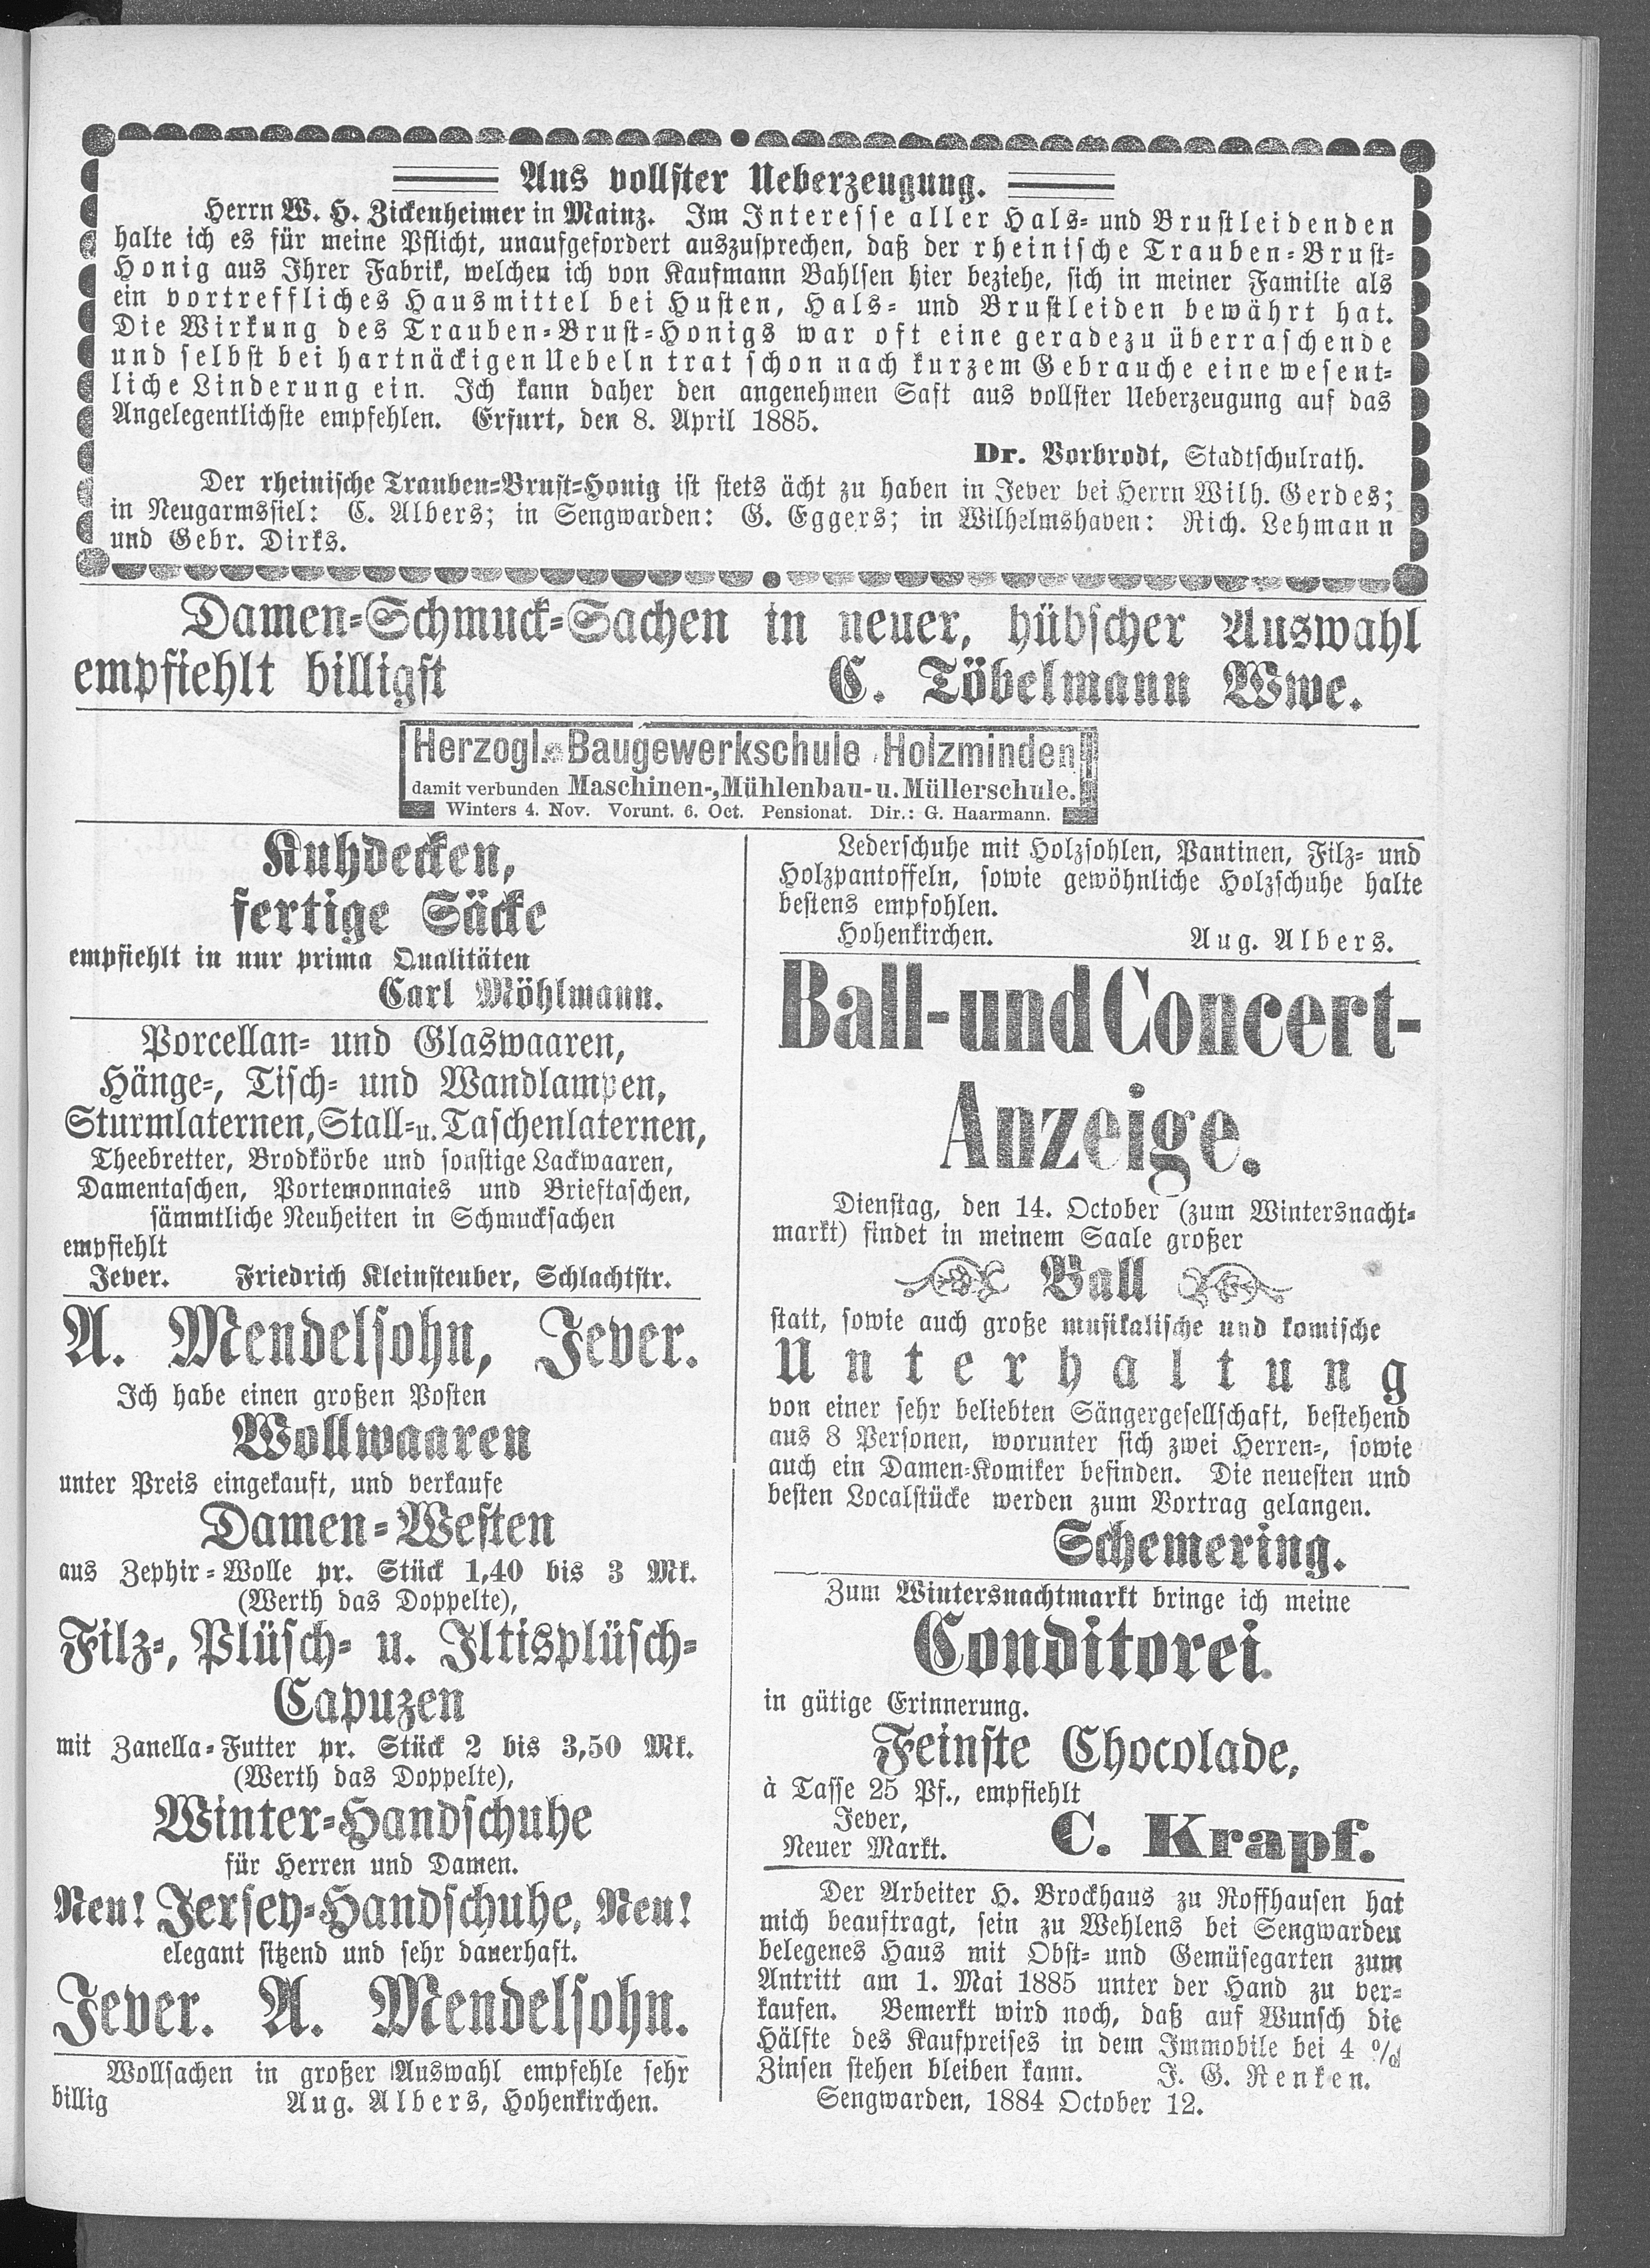 Aus vollster Ueberzeugung.
Herrn W. H. Zickenheimer in Mainz. Im Interesse aller Hals- und Brustleidenden
halte ich es für meine Pflicht, unaufgefordert auszusprechen, daß der rheinische Trauben-Brust-
Honig aus Ihrer Fabrik, welchen ich von Kaufmann Bahlsen hier beziehe, sich in meiner Familie als
ein vortreffliches Hausmittel bei Husten, Hals- und Brustleiden bewährt hat.
Die Wirkung des Trauben-Brust-Honigs war oft eine geradezu überraschende
und selbst bei hartnäckigen Uebeln trat schon nach kurzem Gebrauche eine wesent-
liche Linderung ein. Ich kann daher den angenehmen Saft aus vollster Ueberzeugung auf das
Angelegentlichste empfehlen. Erfurt, den 8. April 1885.
Dr. Vorbrodt, Stadtschulrath.
Der rheinische Trauben-Brust-Honig ist stets ächt zu haben in Jever bei Herrn Wilh. Gerdes;
in Neugarmssiel: C. Albers; in Sengwarden: G. Eggers; in Wilhelmshaven: Rich. Lehmann
und Gebr. Dirks.
Damen-Schmuck-Sachen in neuer, hübscher Auswahl
empfiehlt billigst C. Töbelmann Wwe.
Herzogl. Baugewerkschule Holzminden
damit verbunden Maschinen-, Mühlenbau- u. Müllerschule.
Winters 4. Nov. Vorunt. 6. Oct. Pensionat. Dir.: G. Haarmann.
Kuhdecken,
fertige Säcke
empfiehlt in nur prima Qualitäten
Carl Möhlmann.
Porcellan- und Glaswaaren,
Hänge-, Tisch- und Wandlampen,
Sturmlaternen, Stall- u. Taschenlaternen,
Theebretter, Brodkörbe und sonstige Lackwaaren,
Damentaschen, Portemonnaies und Brieftaschen,
sämmtliche Neuheiten in Schmucksachen
empfiehlt
Jever. Friedrich Kleinsteuber, Schlachtstr.
A. Mendelsohn, Jever.
Ich habe einen großen Posten
Wollwaaren
unter Preis eingekauft, und verkaufe
Damen-Westen
aus Zephir-Wolle pr. Stück 1,40 bis 3 Mk.
(Werth das Doppelte),
Filz-, Plüsch- u. Iltisplüsch-
Capuzen
mit Zanella-Futter pr. Stück 2 bis 3,50 Mk.
(Werth das Doppelte),
Winter-Handschuhe
für Herren und Damen.
Neu! Jersey-Handschuhe, Neu!
elegant sitzend und sehr dauerhaft.
Jever. A. Mendelsohn.
Wollsachen in großer Auswahl empfehle sehr
billig Aug. Albers, Hohenkirchen.
Lederschuhe mit Holzsohlen, Pantinen, Filz- und
Holzpantoffeln, sowie gewöhnliche Holzschuhe halte
bestens empfohlen.
Hohenkirchen. Aug. Albers.
Ball- und Concert-
Anzeige.
Dienstag, den 14. October (zum Wintersnacht-
markt) findet in meinem Saale großer
Ball
statt, sowie auch große musikalische und komische
Unterhaltung
von einer sehr beliebten Sängergesellschaft, bestehend
aus 8 Personen, worunter sich zwei Herren-, sowie
auch ein Damen-Komiker befinden. Die neuesten und
besten Localstücke werden zum Vortrag gelangen.
Schemering.
Zum Wintersnachtmarkt bringe ich meine
Conditorei
in gütige Erinnerung.
Feinste Chocolade,
à Tasse 25 Pf., empfiehlt
Jever,
Neuer Markt. C. Krapf.
Der Arbeiter H. Brockhaus zu Roffhausen hat
mich beauftragt, sein zu Wehlens bei Sengwarden
belegenes Haus mit Obst- und Gemüsegarten zum
Antritt am 1. Mai 1885 unter der Hand zu ver-
kaufen. Bemerkt wird noch, daß auf Wunsch die
Hälfte des Kaufpreises in dem Immobile bei 4 %
Zinsen stehen bleiben kann. J. G. Renken.
Sengwarden, 1884 October 12.